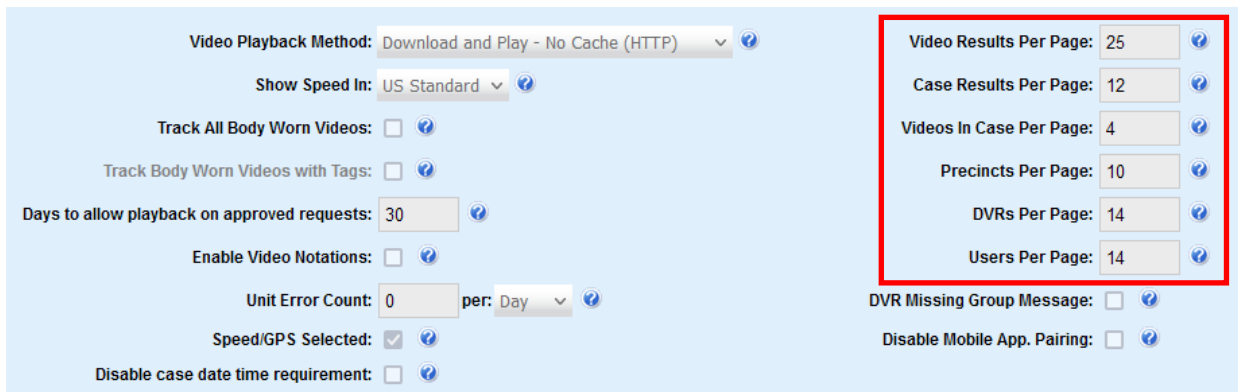 Video Playback Method: Download and Play - No Cache (HTTP)
Show Speed In: US Standard
Track All Body Worn Videos:
Track Body Worn Videos with Tags:
Days to allow playback on approved requests: 30
Enable Video Notations:
Unit Error Count: 0 per: Day
Speed/GPS Selected:
Disable case date time requirement:
Video Results Per Page: 25
Case Results Per Page: 12
Videos In Case Per Page: 4
Precincts Per Page: 10
DVRs Per Page: 14
Users Per Page: 14
DVR Missing Group Message:
Disable Mobile App. Pairing: